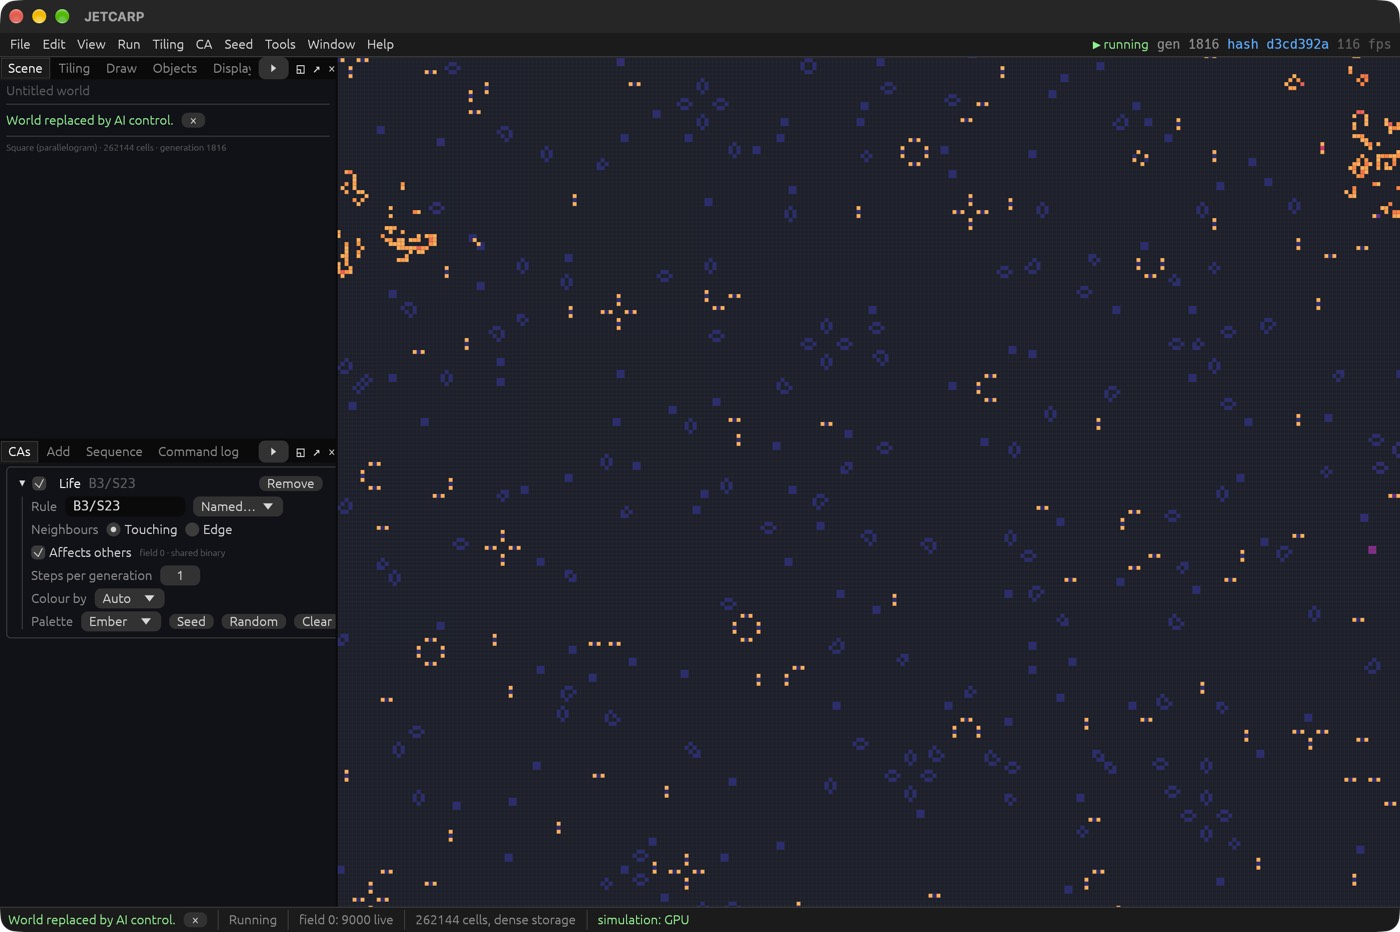 JETCARP
File Edit View Run Tiling CA Seed Tools Window Help
running gen 1816 hash d3cd392a 116 fps
Scene Tiling Draw Objects Display
Untitled world
World replaced by AI control. ×
Square (parallelogram) · 262144 cells · generation 1816
CAs Add Sequence Command log
Life B3/S23 Remove
Rule B3/S23 Named...
Neighbours Touching Edge
Affects others field 0 · shared binary
Steps per generation 1
Colour by Auto
Palette Ember Seed Random Clear
World replaced by AI control. × Running field 0: 9000 live 262144 cells, dense storage simulation: GPU